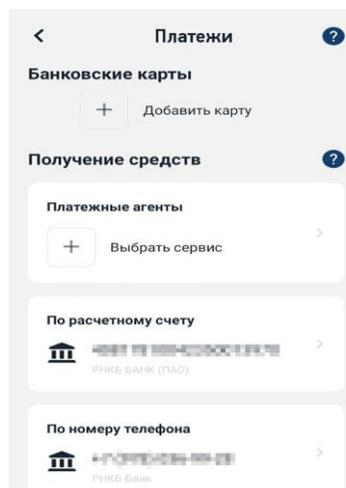 Платежи
?
Банковские карты
+ Добавить карту
Получение средств
?
Платежные агенты
+ Выбрать сервис
По расчетному счету
РНКБ БАНК (ПАО)
По номеру телефона
РНКБ Банк